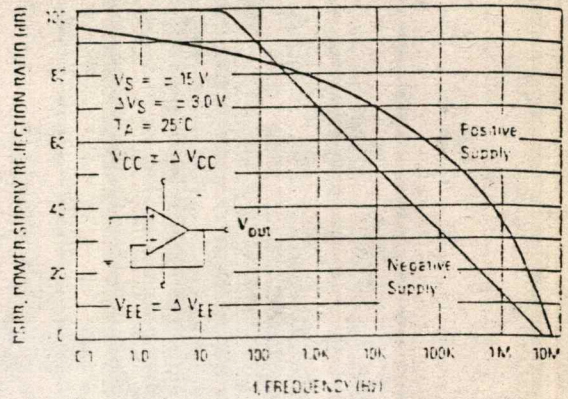 PSRR, POWER SUPPLY REJECTION RATIO (dB)
100
80
60
40
20
0
VS = ±15 V
ΔVS = ±3.0 V
TA = 25°C
VCC = ΔVCC
+
−
Vout
VEE = ΔVEE
Positive
Supply
Negative
Supply
0.1
1.0
10
100
1.0K
10K
100K
1M
10M
f, FREQUENCY (Hz)